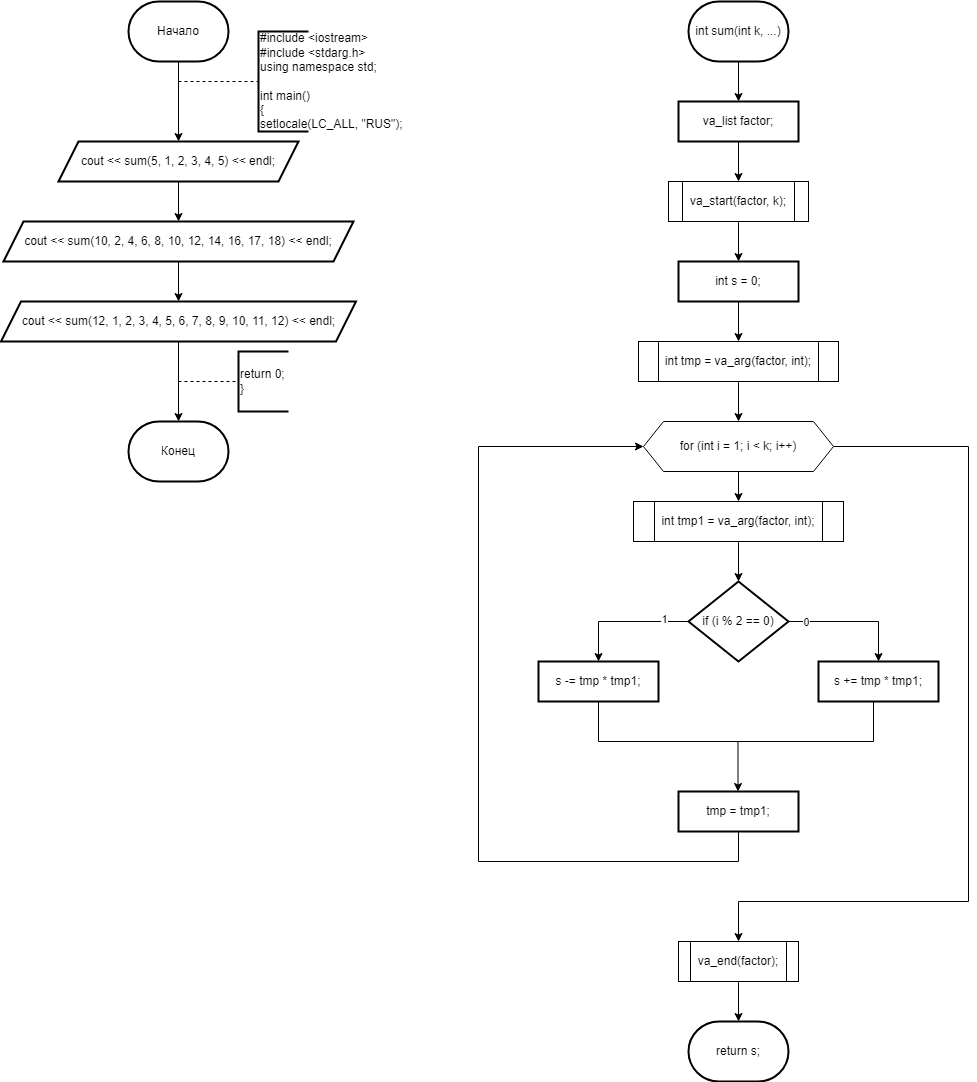 Начало
#include <iostream>
#include <stdarg.h>
using namespace std;
int main()
{
setlocale(LC_ALL, "RUS");
cout << sum(5, 1, 2, 3, 4, 5) << endl;
cout << sum(10, 2, 4, 6, 8, 10, 12, 14, 16, 17, 18) << endl;
cout << sum(12, 1, 2, 3, 4, 5, 6, 7, 8, 9, 10, 11, 12) << endl;
return 0;
}
Конец
int sum(int k, ...)
va_list factor;
va_start(factor, k);
int s = 0;
int tmp = va_arg(factor, int);
for (int i = 1; i < k; i++)
int tmp1 = va_arg(factor, int);
if (i % 2 == 0)
1
0
s -= tmp * tmp1;
s += tmp * tmp1;
tmp = tmp1;
va_end(factor);
return s;